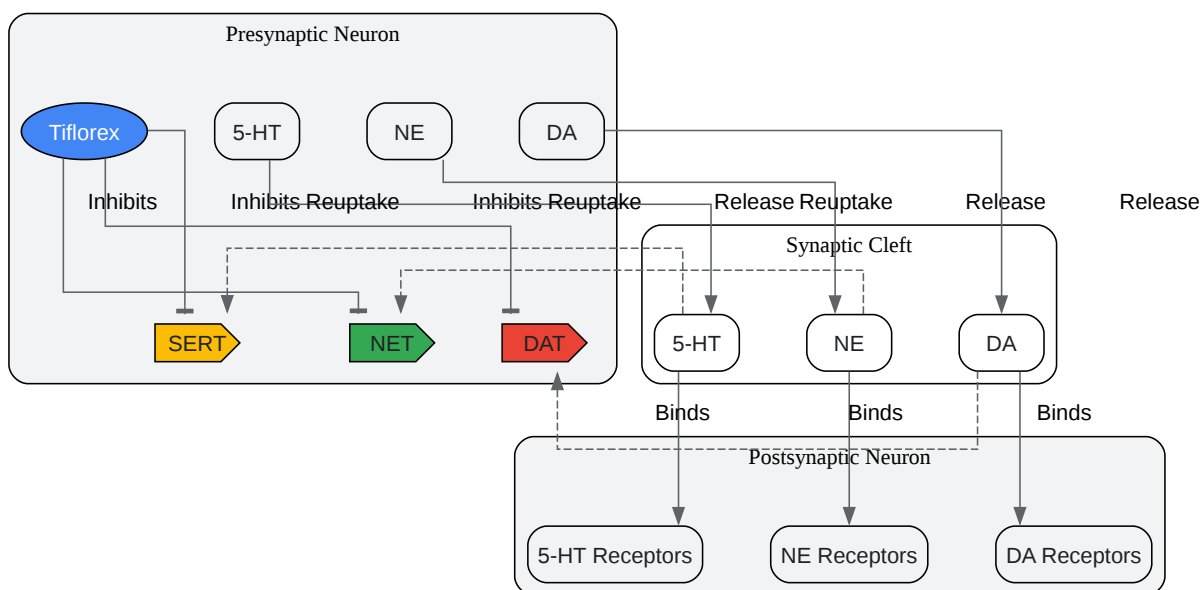 Presynaptic Neuron
Tiflorex
5-HT
NE
DA
Inhibits
Inhibits
Reuptake
Inhibits
Reuptake
Release
Reuptake
Release
Release
Synaptic Cleft
SERT
NET
DAT
5-HT
NE
DA
Binds
Binds
Binds
Postsynaptic Neuron
5-HT Receptors
NE Receptors
DA Receptors